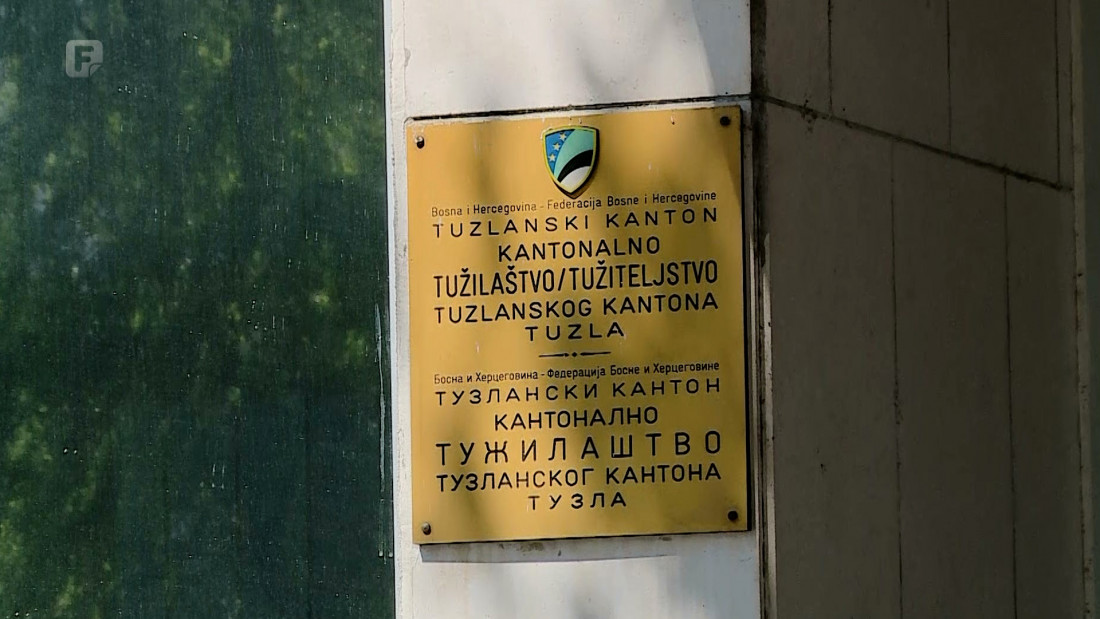 F
Bosna i Hercegovina - Federacija Bosne i Hercegovine
TUZLANSKI KANTON
KANTONALNO
TUŽILAŠTVO/TUŽITELJSTVO
TUZLANSKOG KANTONA
TUZLA
Босна и Херцеговина - Федерација Босне и Херцеговине
ТУЗЛАНСКИ КАНТОН
КАНТОНАЛНО
ТУЖИЛАШТВО
ТУЗЛАНСКОГ КАНТОНА
ТУЗЛА